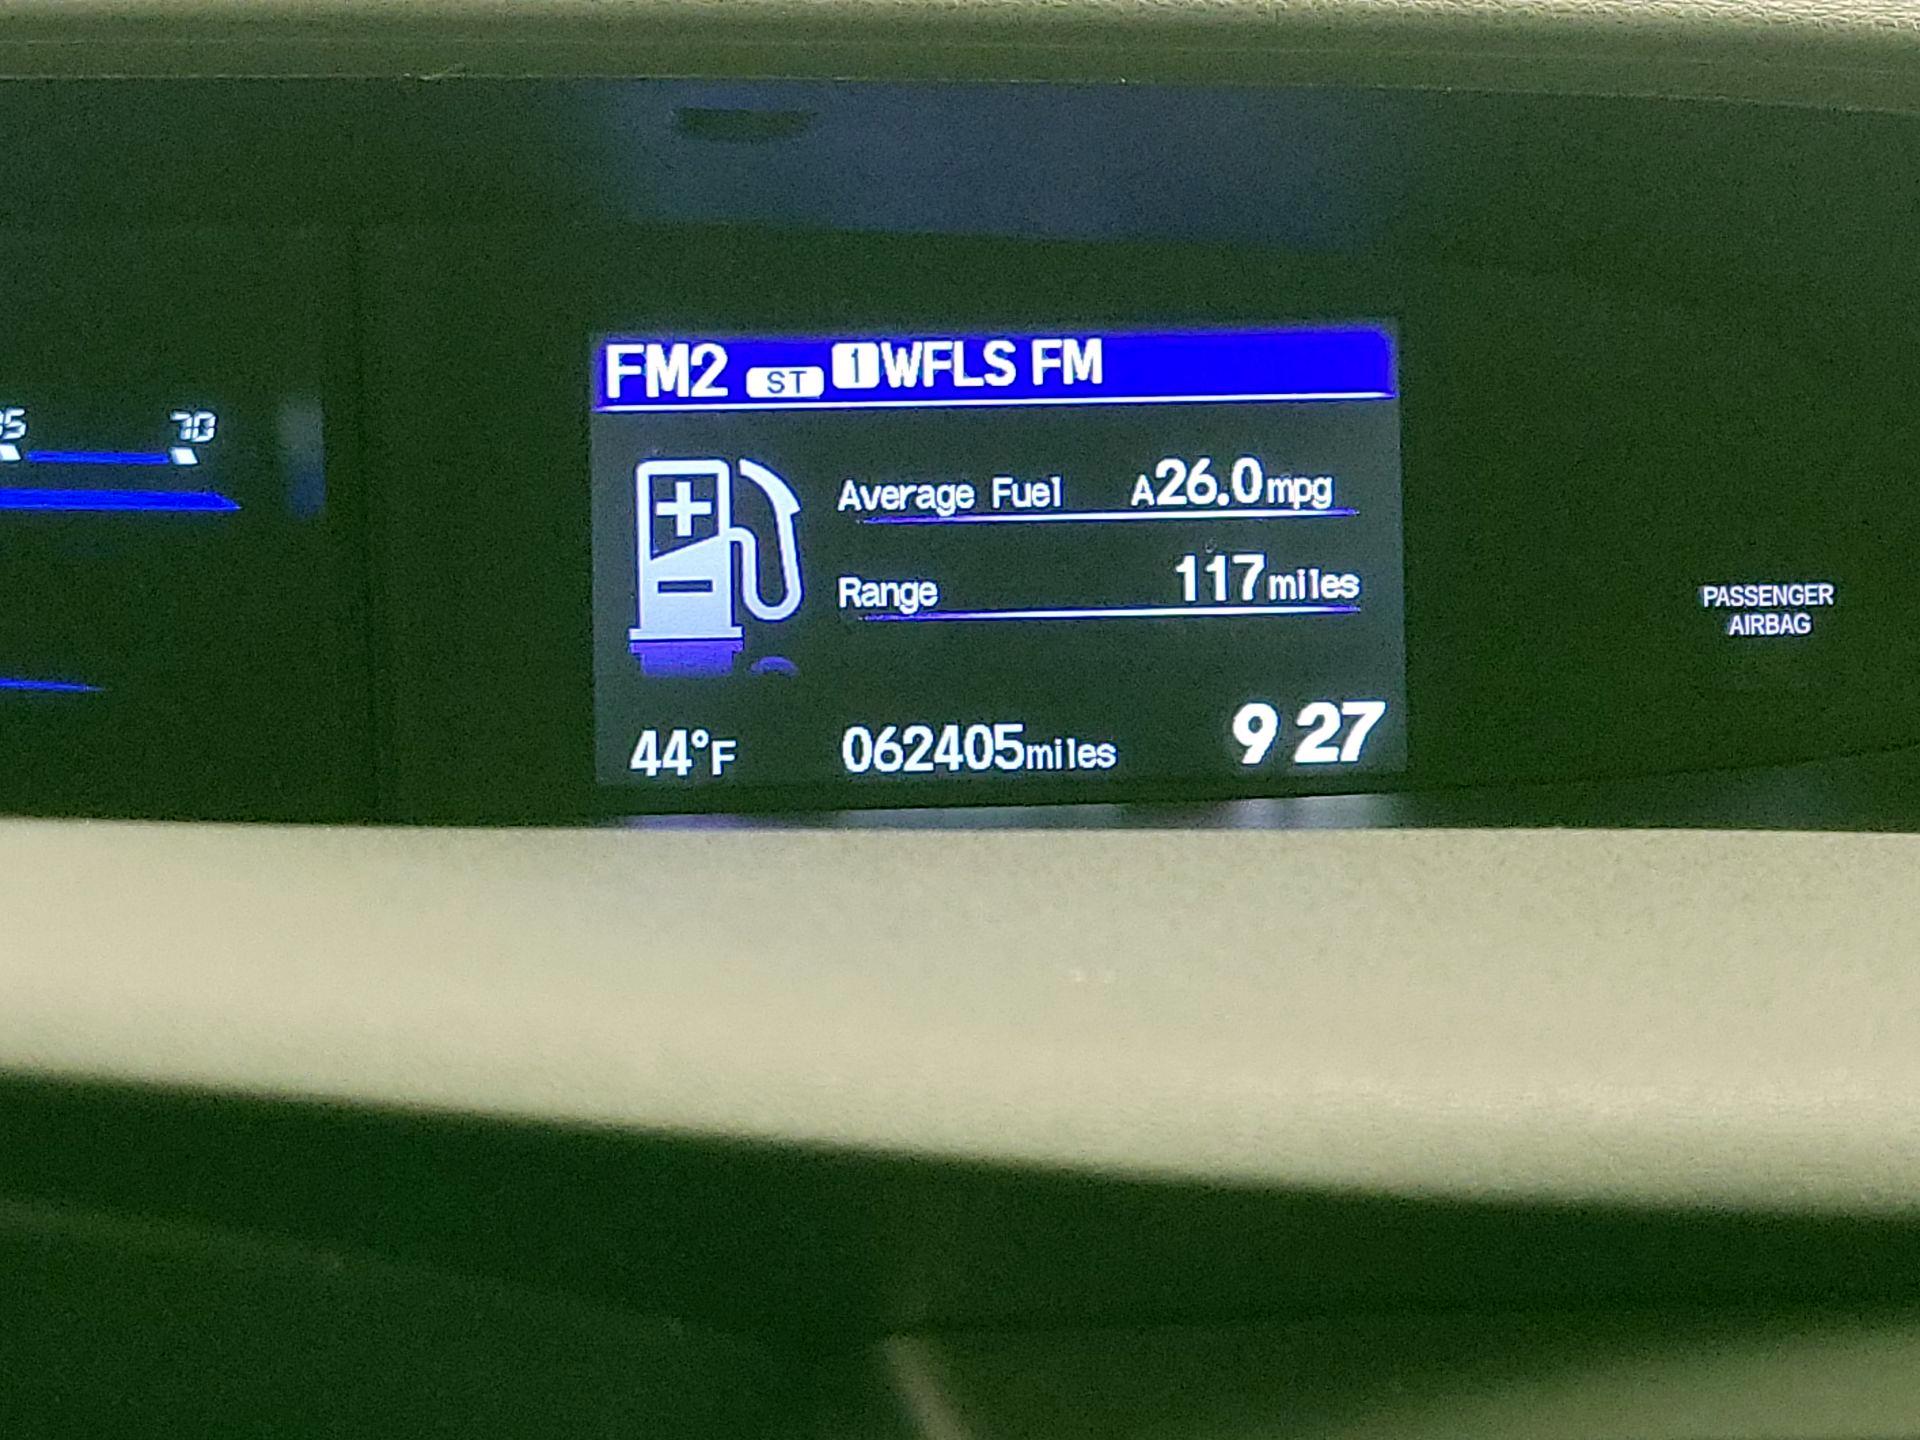 FM2 ST 1 WFLS FM
70
Average Fuel A26.0mpg
Range 117miles
PASSENGER
AIRBAG
44°F 062405miles 9 27